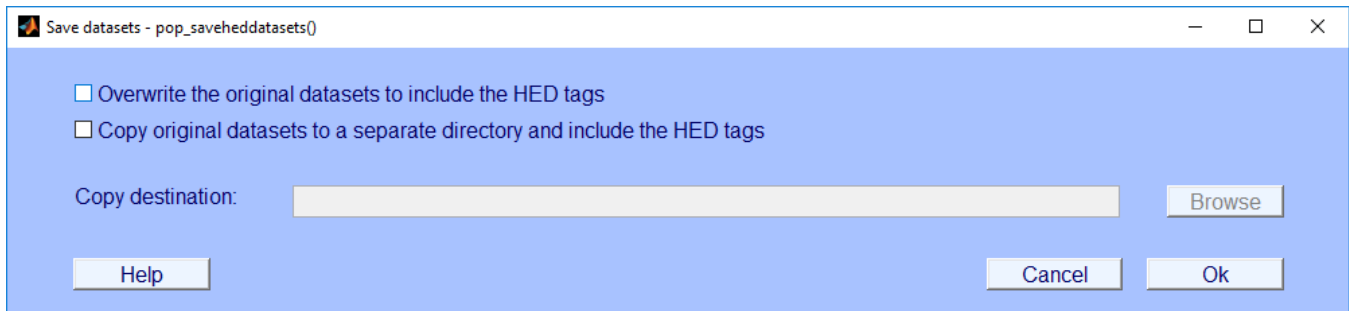 Save datasets - pop_saveheddatasets()
Overwrite the original datasets to include the HED tags
Copy original datasets to a separate directory and include the HED tags
Copy destination: Browse
Help Cancel Ok